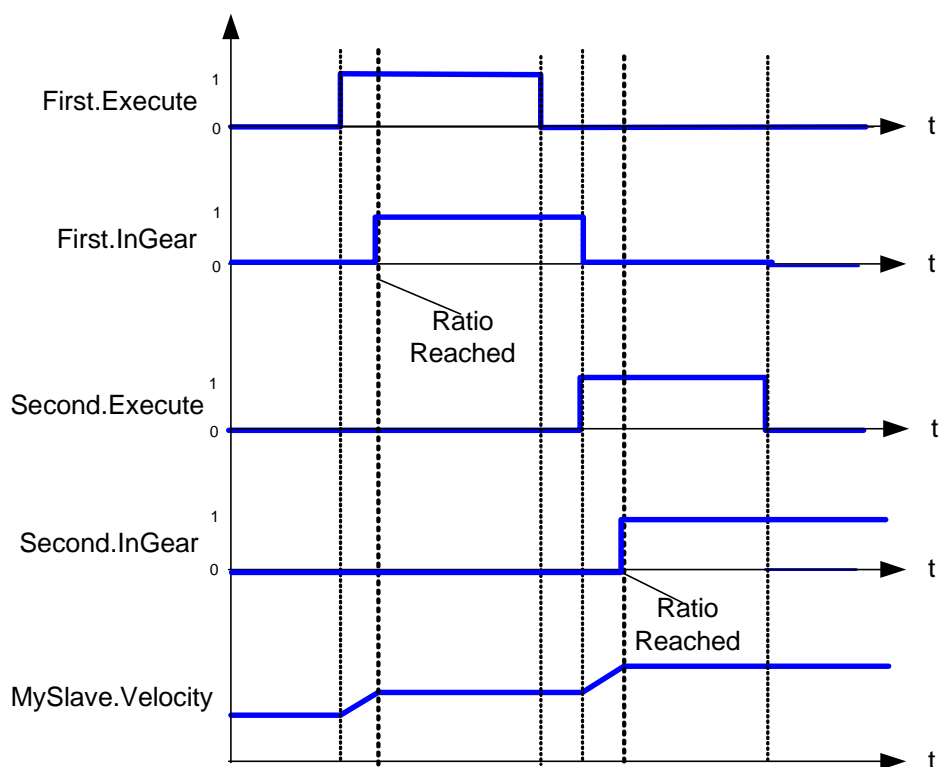 1
First.Execute
0
t
1
First.InGear
0
t
Ratio
Reached
1
Second.Execute
0
t
1
Second.InGear
0
t
Ratio
Reached
MySlave.Velocity
t